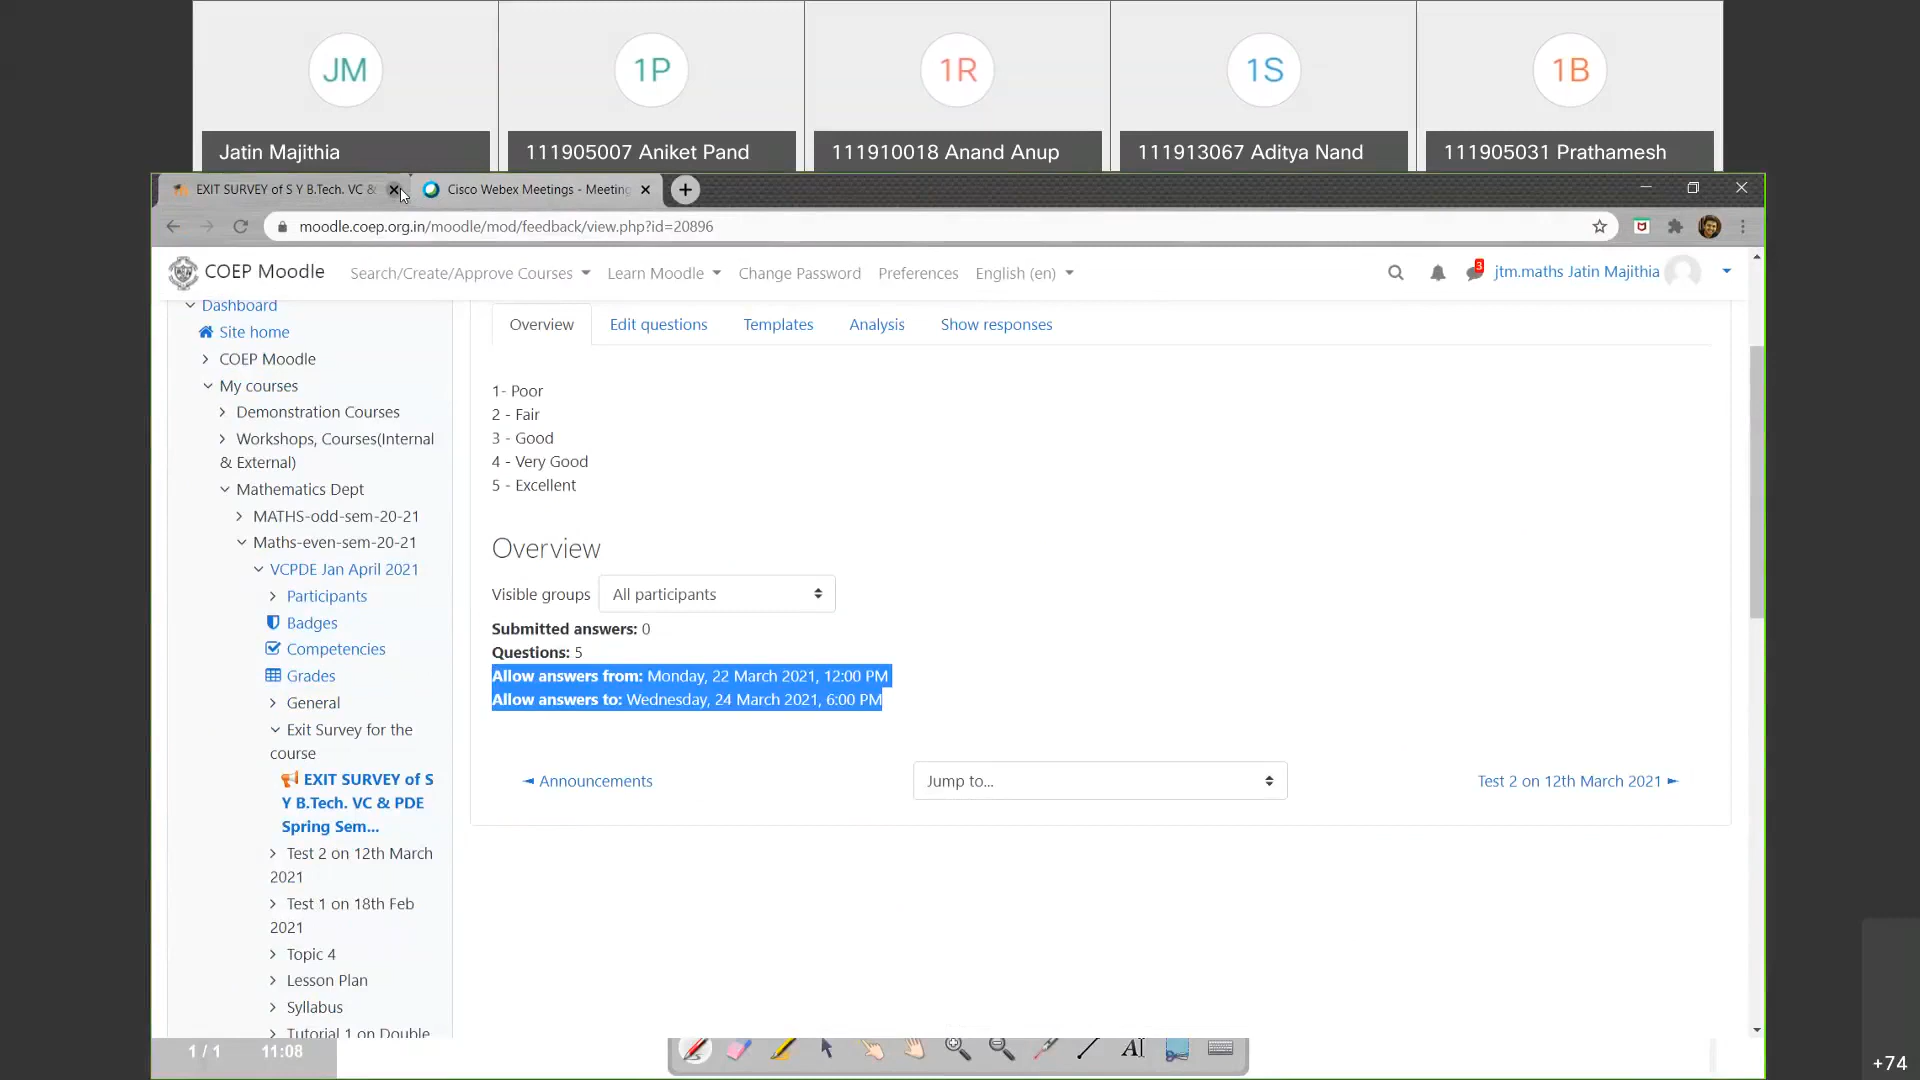 JM
1P
1R
1S
1B
Jatin Majithia
111905007 Aniket Pand
111910018 Anand Anup
111913067 Aditya Nand
111905031 Prathamesh
EXIT SURVEY of S Y B.Tech. VC &
Cisco Webex Meetings - Meeting
moodle.coep.org.in/moodle/mod/feedback/view.php?id=20896
COEP Moodle
Search/Create/Approve Courses
Learn Moodle
Change Password
Preferences
English (en)
3
jtm.maths Jatin Majithia
Dashboard
Site home
COEP Moodle
My courses
Demonstration Courses
Workshops, Courses(Internal
& External)
Mathematics Dept
MATHS-odd-sem-20-21
Maths-even-sem-20-21
VCPDE Jan April 2021
Participants
Badges
Competencies
Grades
General
Exit Survey for the
course
EXIT SURVEY of S
Y B.Tech. VC & PDE
Spring Sem...
Test 2 on 12th March
2021
Test 1 on 18th Feb
2021
Topic 4
Lesson Plan
Syllabus
Tutorial 1 on Double
Overview
Edit questions
Templates
Analysis
Show responses
1- Poor
2 - Fair
3 - Good
4 - Very Good
5 - Excellent
Overview
Visible groups
All participants
Submitted answers: 0
Questions: 5
Allow answers from: Monday, 22 March 2021, 12:00 PM
Allow answers to: Wednesday, 24 March 2021, 6:00 PM
◄ Announcements
Jump to...
Test 2 on 12th March 2021 ►
1 / 1
11:08
A
+74